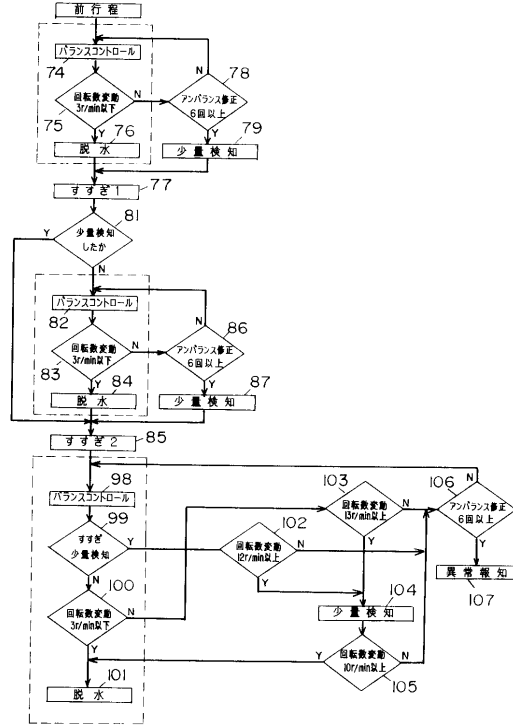 前行程
バランスコントロール
74
78
回転数変動
3r/min以下
N
アンバランス修正
6回以上
N
75
Y
76
Y
79
脱水
少量検知
77
すすぎ1
81
Y
少量検知
したか
N
バランスコントロール
82
N
86
回転数変動
3r/min以下
N
アンバランス修正
6回以上
83
Y
84
Y
87
脱水
少量検知
85
すすぎ2
98
バランスコントロール
103
N
106
99
回転数変動
13r/min以上
N
アンバランス修正
6回以上
すすぎ
少量検知
Y
102
回転数変動
12r/min以上
N
Y
Y
N
100
Y
104
異常報知
107
回転数変動
3r/min以下
N
少量検知
Y
Y
回転数変動
10r/min以上
N
101
105
脱水